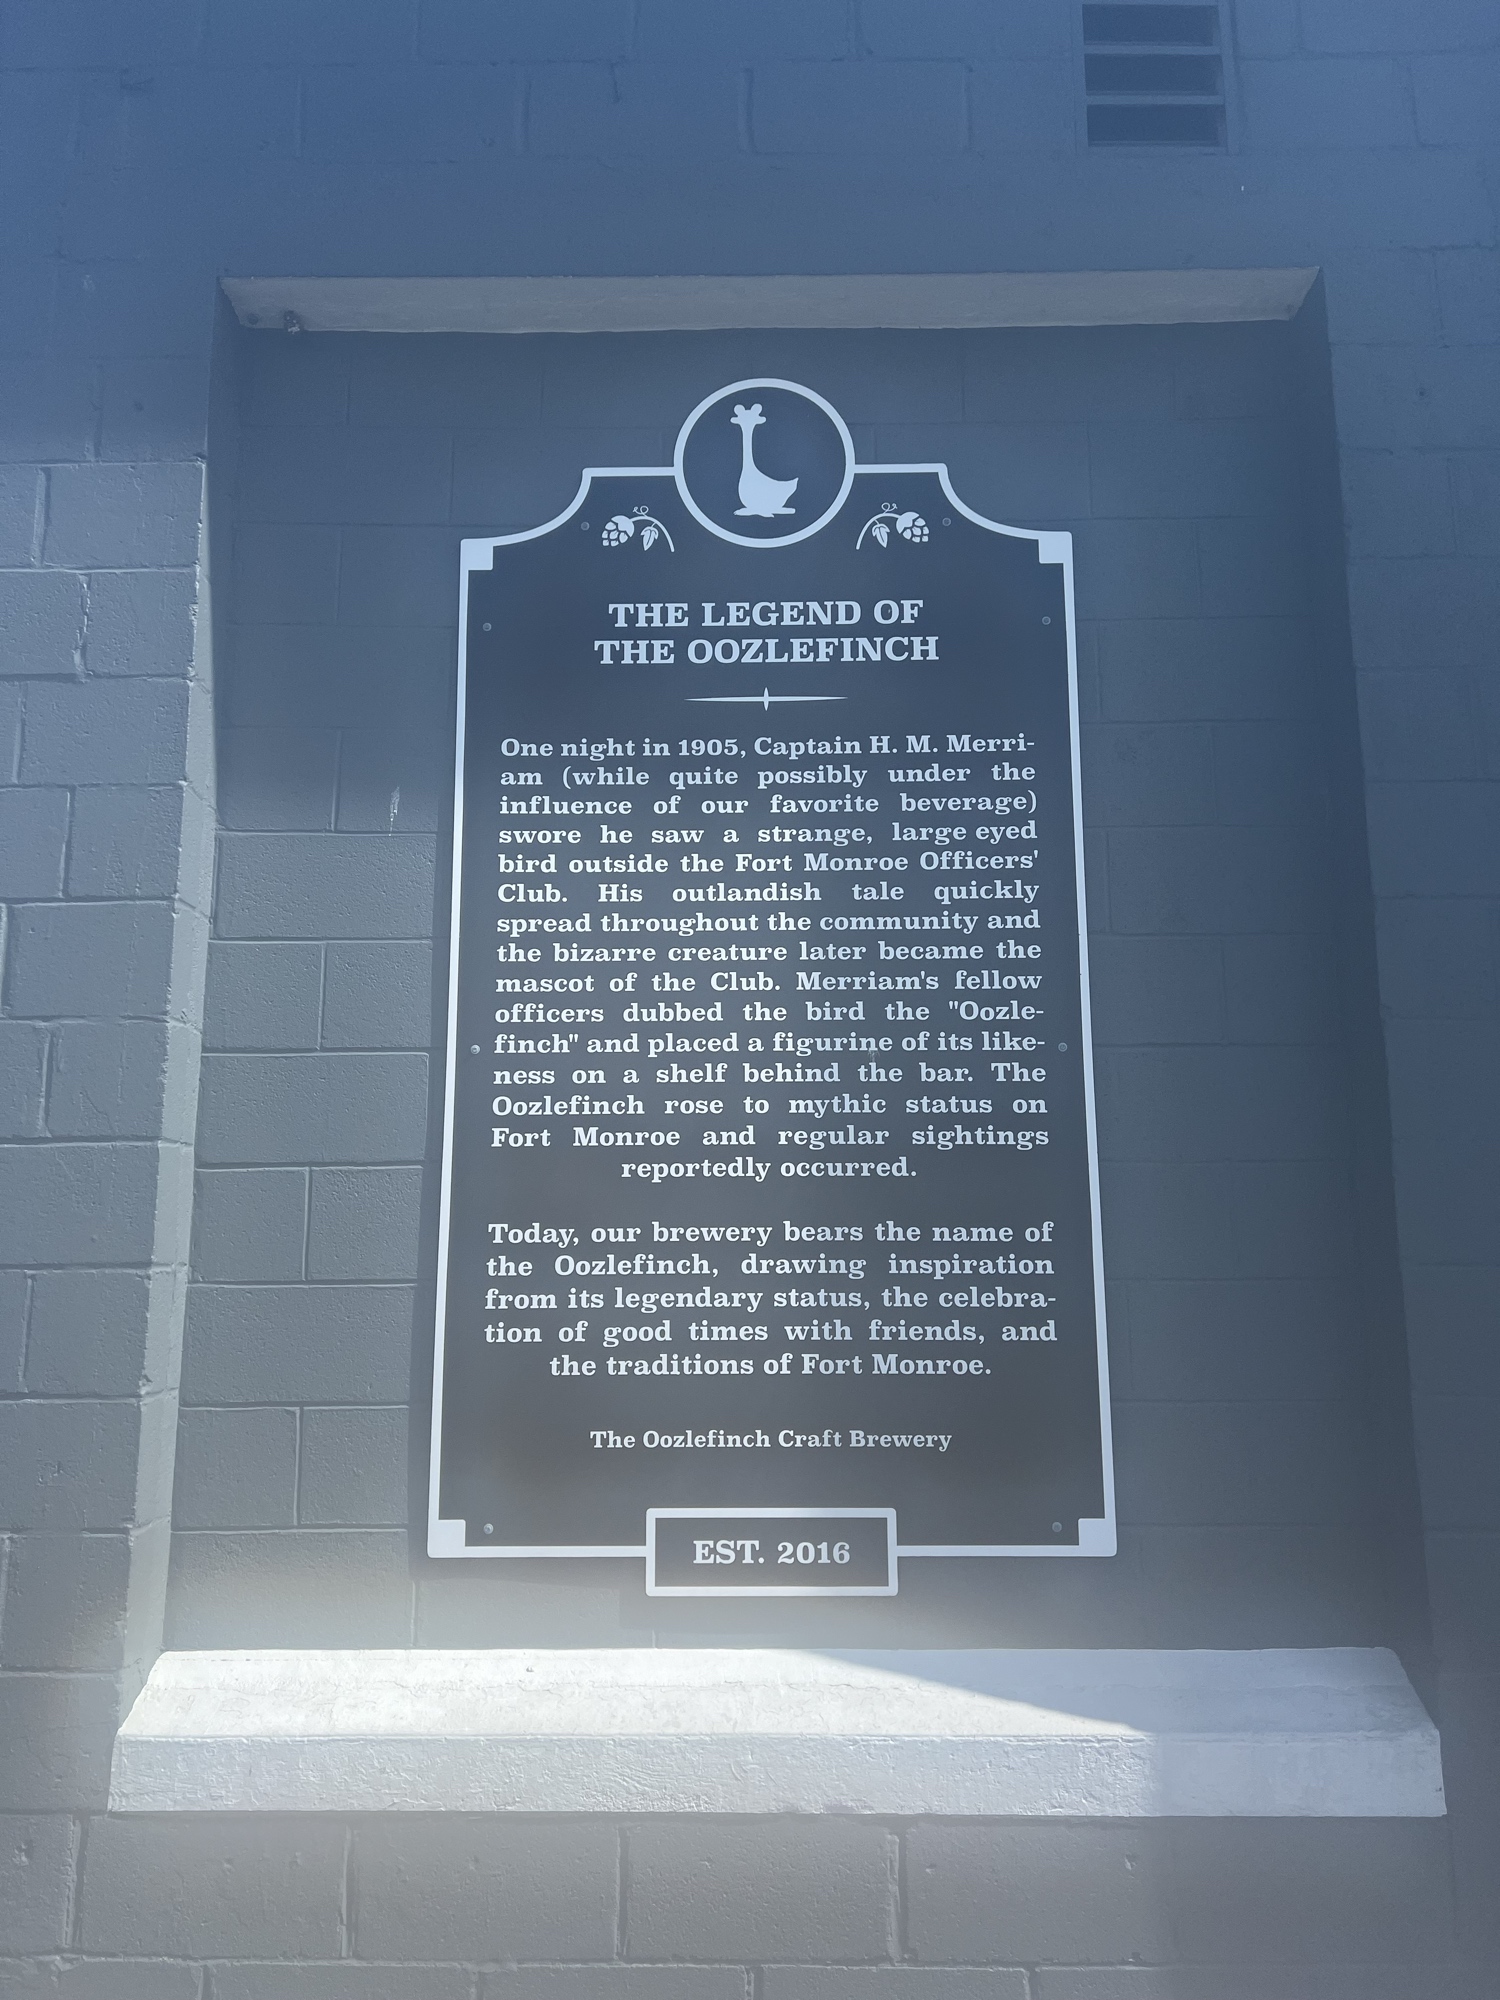 THE LEGEND OF
THE OOZLEFINCH
One night in 1905, Captain H. M. Merri-
am (while quite possibly under the
influence of our favorite beverage)
swore he saw a strange, large eyed
bird outside the Fort Monroe Officers'
Club. His outlandish tale quickly
spread throughout the community and
the bizarre creature later became the
mascot of the Club. Merriam's fellow
officers dubbed the bird the "Oozle-
finch" and placed a figurine of its like-
ness on a shelf behind the bar. The
Oozlefinch rose to mythic status on
Fort Monroe and regular sightings
reportedly occurred.
Today, our brewery bears the name of
the Oozlefinch, drawing inspiration
from its legendary status, the celebra-
tion of good times with friends, and
the traditions of Fort Monroe.
The Oozlefinch Craft Brewery
EST. 2016